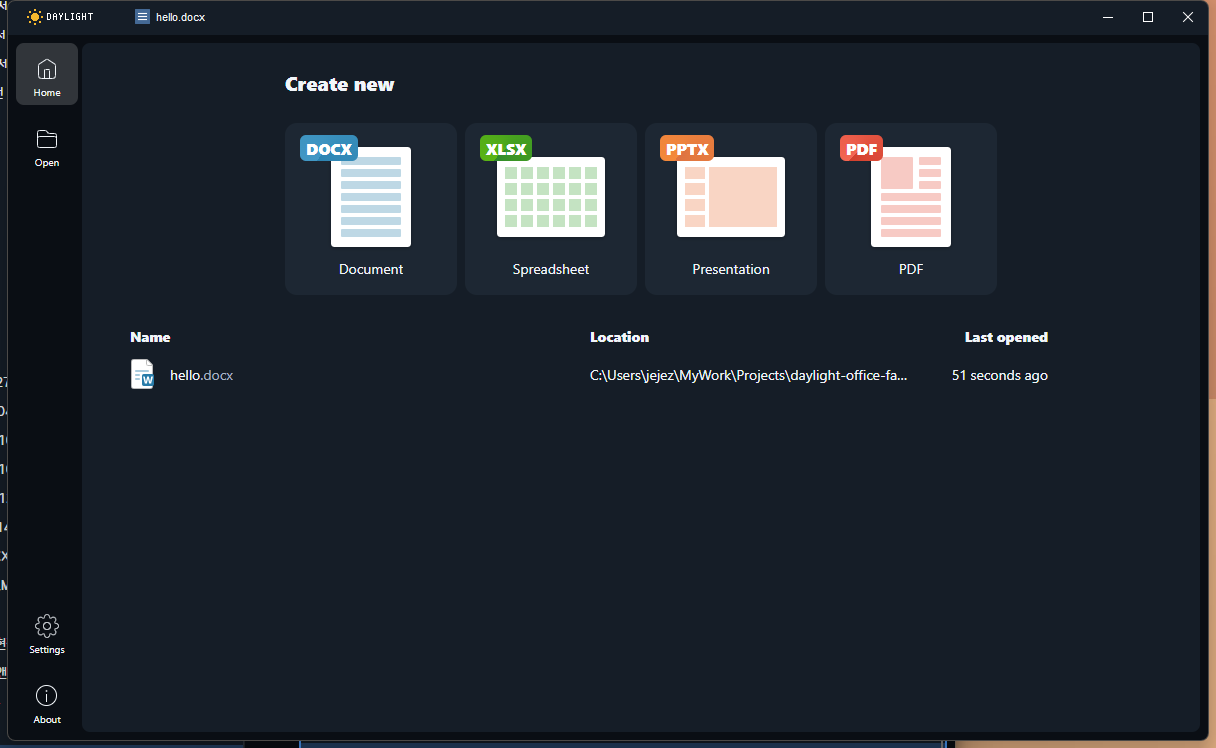 DAYLIGHT
hello.docx
Home
Open
Settings
About
Create new
DOCX
Document
XLSX
Spreadsheet
PPTX
Presentation
PDF
PDF
Name Location Last opened
hello.docx C:\Users\jejez\MyWork\Projects\daylight-office-fa... 51 seconds ago